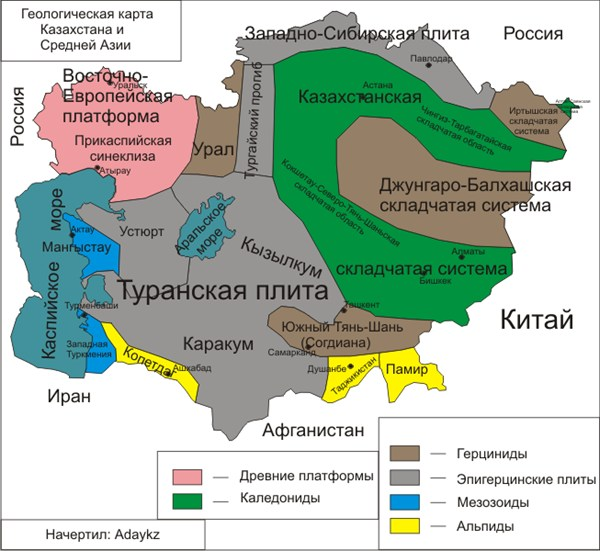 Геологическая карта
Казахстана и
Средней Азии
Западно-Сибирская плита
Россия
Россия
Павлодар
Восточно-
Европейская
платформа
Уральск
Прикаспийская
синеклиза
Атырау
Урал
Тургайский прогиб
Астана
Казахстанская
Чингиз-Тарбагатайская
складчатая область
Иртышская
складчатая
система
Джунгаро-Балхашская
складчатая система
Кокшетау-Северо-Тянь-Шаньская
складчатая область
Алматы
складчатая система
Бишкек
Каспийское море
Актау
Мангыстау
Устюрт
Аральское
море
Кызылкум
Туранская плита
Туркменбаши
Западная
Туркмения
Копетдаг
Ашхабад
Каракум
Ташкент
Южный Тянь-Шань
(Согдиана)
Самарканд
Душанбе
Таджикистан
Памир
Китай
Иран
Афганистан
Древние платформы
Каледониды
Герциниды
Эпигерцинские плиты
Мезозоиды
Альпиды
Начертил: Adaykz